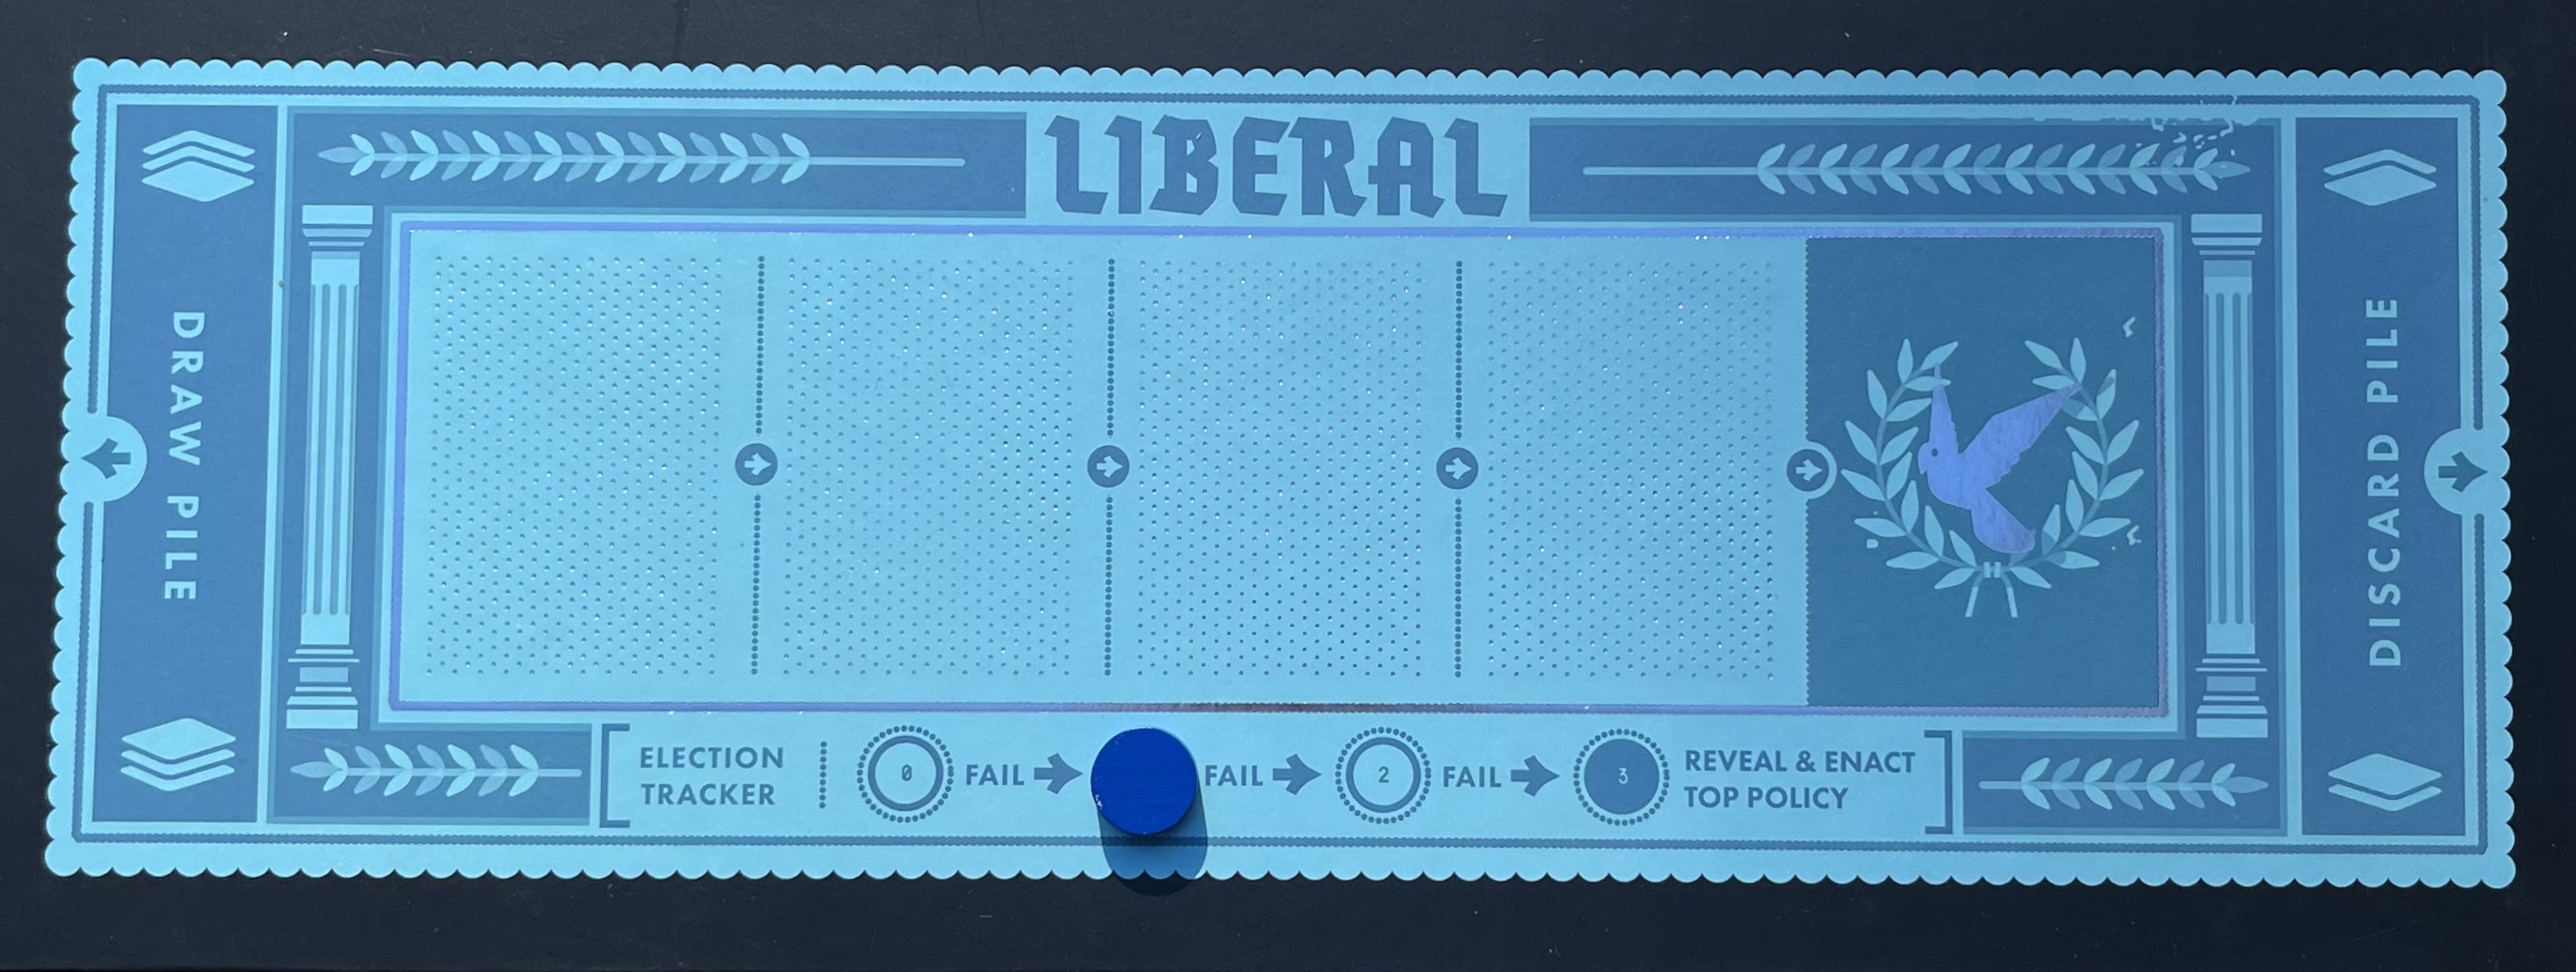 LIBERAL
DRAW PILE
DISCARD PILE
ELECTION
TRACKER
0 FAIL FAIL 2 FAIL 3
REVEAL & ENACT
TOP POLICY